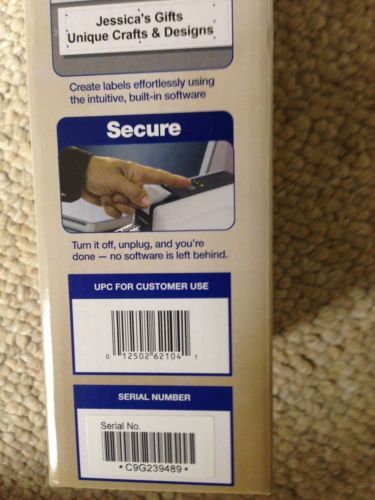 Jessica's Gifts
Unique Crafts & Designs
Create labels effortlessly using
the intuitive, built-in software
Secure
Turn it off, unplug, and you're
done — no software is left behind.
UPC FOR CUSTOMER USE
0 12502 62104 1
SERIAL NUMBER
Serial No.
* C9G239489 *